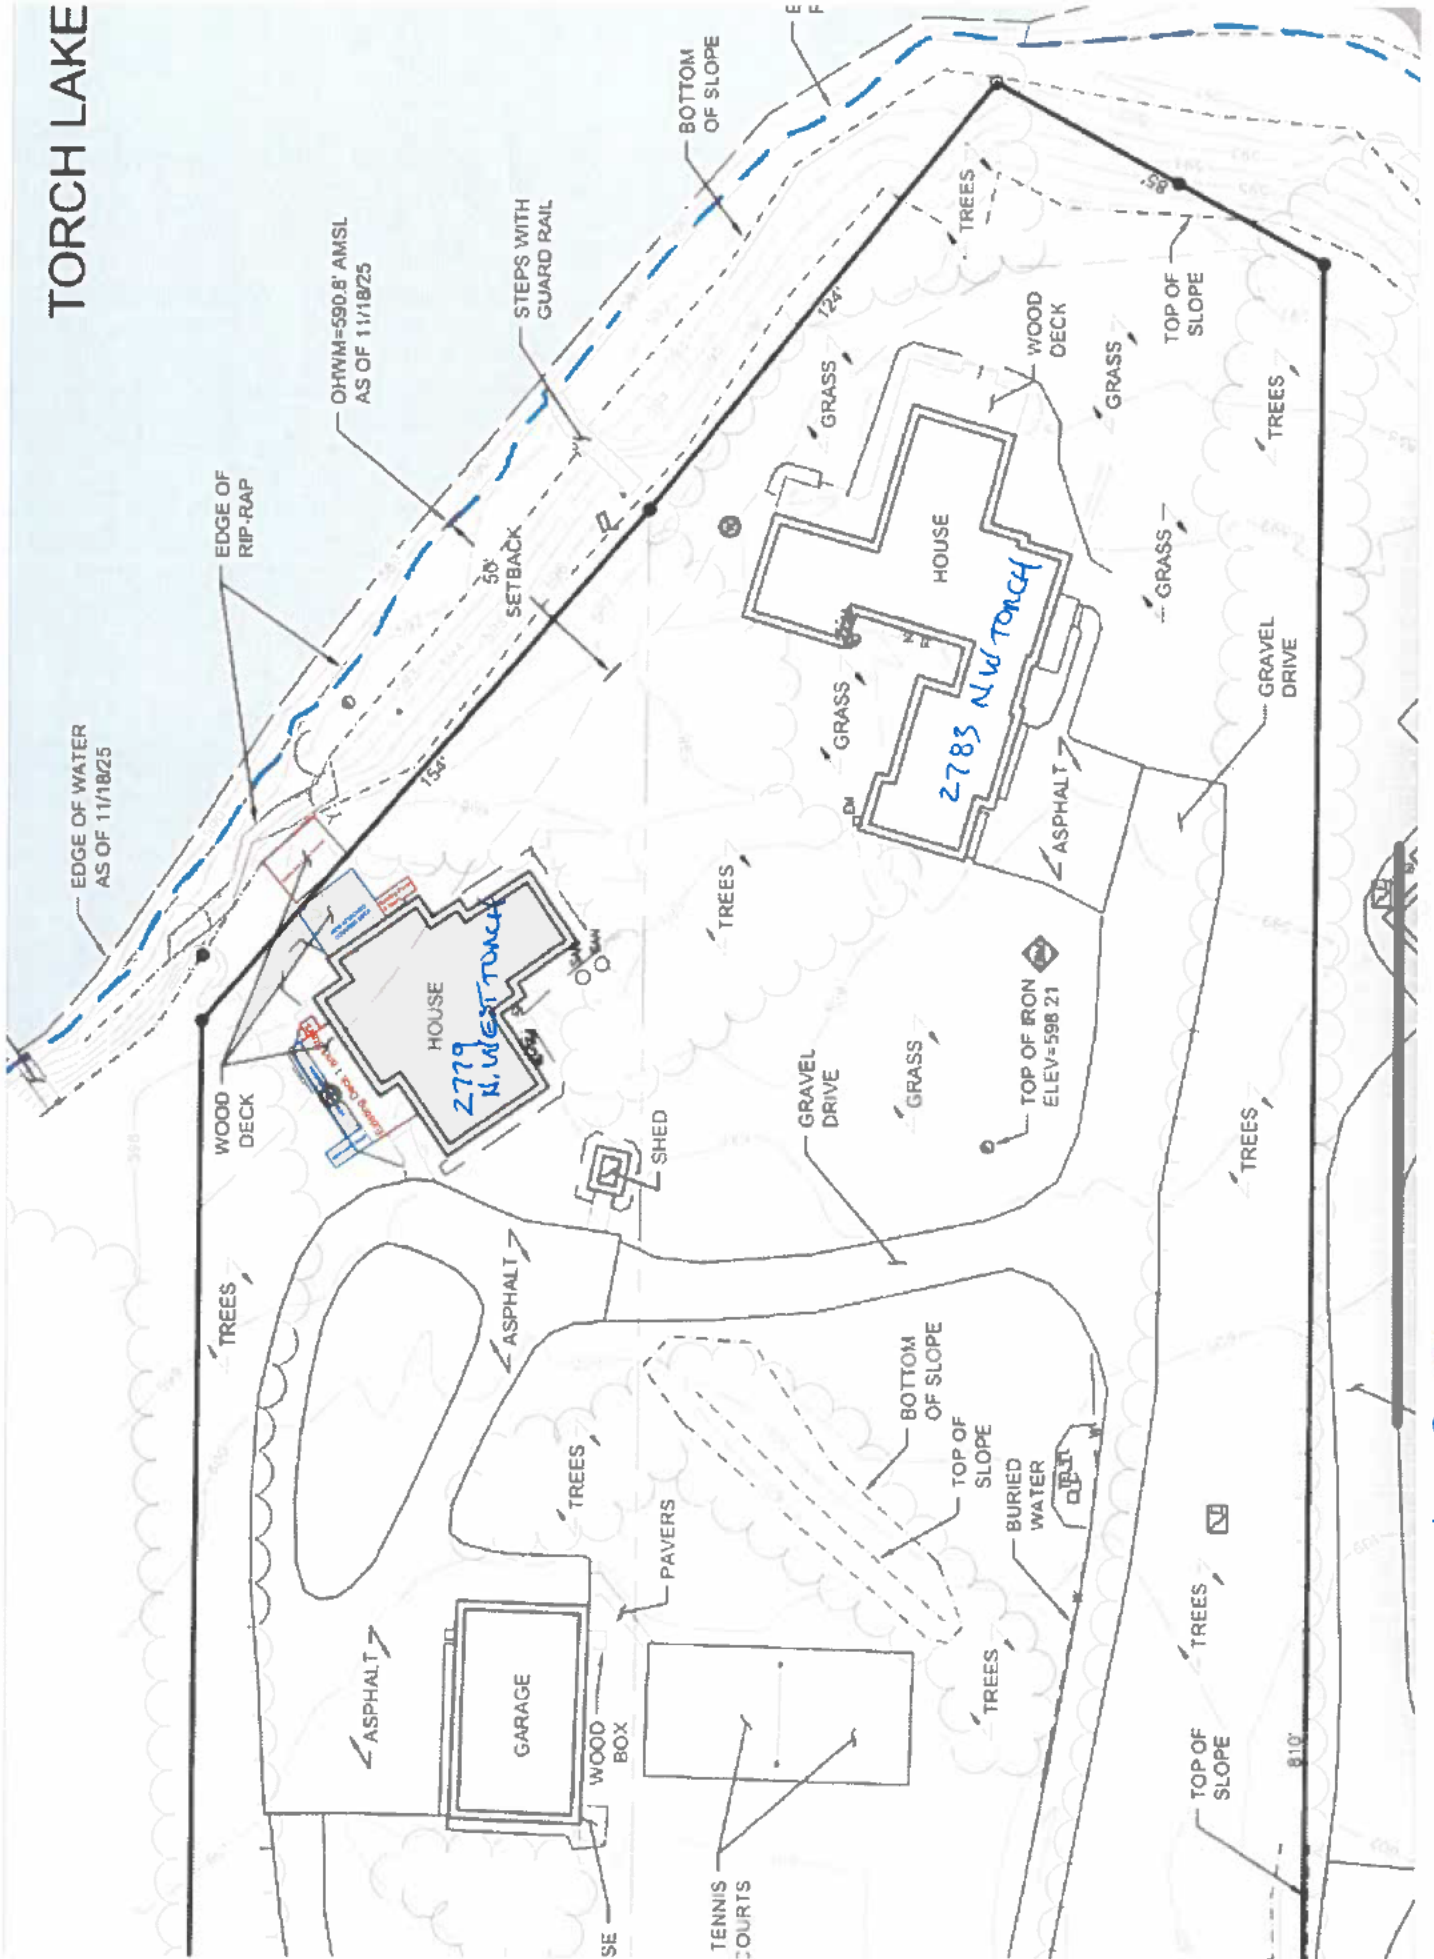 TORCH LAKE
EDGE OF WATER
AS OF 11/18/25
EDGE OF
RIP-RAP
OHWM=590.8' AMSL
AS OF 11/18/25
STEPS WITH
GUARD RAIL
BOTTOM
OF SLOPE
50'
SETBACK
154'
124'
85'
TREES
TOP OF
SLOPE
WOOD
DECK
GRASS
GRASS
TREES
GRASS
HOUSE
2783 N W TORCH
GRASS
EM
ASPHALT
GRAVEL
DRIVE
WOOD
DECK
HOUSE
2779
N. WEST TORCH
TREES
SHED
TOP OF IRON
ELEV=598.21
GRASS
GRAVEL
DRIVE
TREES
TREES
ASPHALT
BOTTOM
OF SLOPE
TOP OF
SLOPE
BURIED
WATER
TREES
PAVERS
ASPHALT
GARAGE
WOOD
BOX
TREES
TREES
TENNIS
COURTS
TOP OF
SLOPE
810'
SE